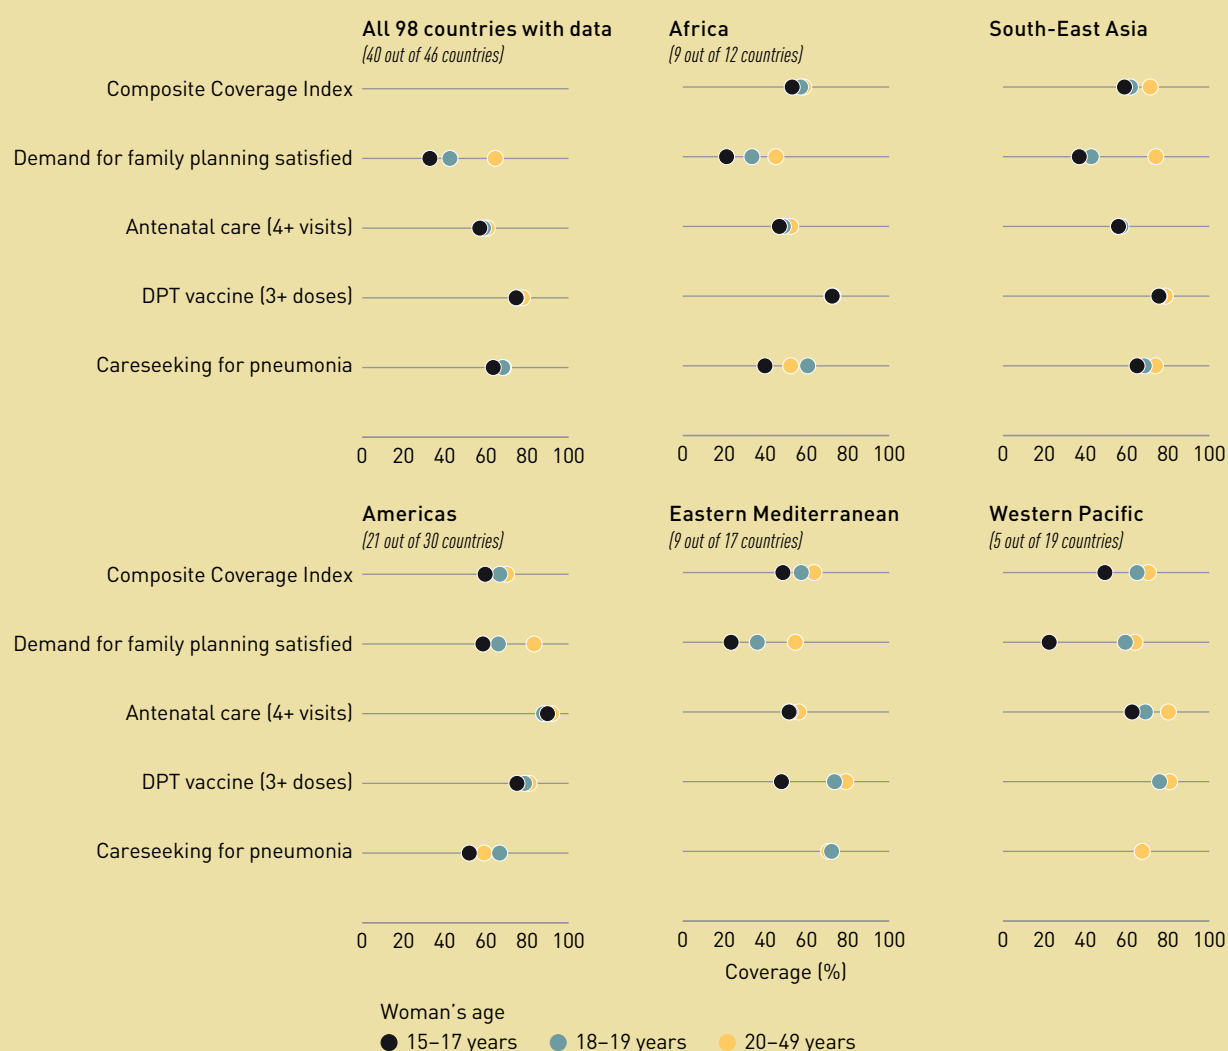 All 98 countries with data
(40 out of 46 countries)
Africa
(9 out of 12 countries)
South-East Asia
Composite Coverage Index
Demand for family planning satisfied
Antenatal care (4+ visits)
DPT vaccine (3+ doses)
Careseeking for pneumonia
0 20 40 60 80 100
0 20 40 60 80 100
0 20 40 60 80 100
Americas
(21 out of 30 countries)
Eastern Mediterranean
(9 out of 17 countries)
Western Pacific
(5 out of 19 countries)
Composite Coverage Index
Demand for family planning satisfied
Antenatal care (4+ visits)
DPT vaccine (3+ doses)
Careseeking for pneumonia
0 20 40 60 80 100
0 20 40 60 80 100
0 20 40 60 80 100
Coverage (%)
Woman's age
15–17 years
18–19 years
20–49 years